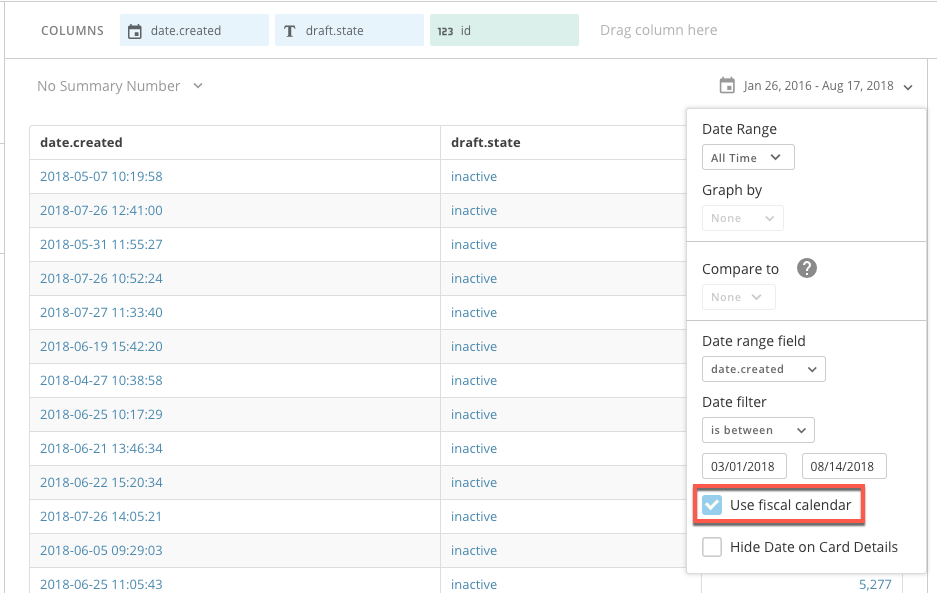 COLUMNS date.created T draft.state 123 id Drag column here
No Summary Number Jan 26, 2016 - Aug 17, 2018
date.created draft.state
2018-05-07 10:19:58 inactive
2018-07-26 12:41:00 inactive
2018-05-31 11:55:27 inactive
2018-07-26 10:52:24 inactive
2018-07-27 11:33:40 inactive
2018-06-19 15:42:20 inactive
2018-04-27 10:38:58 inactive
2018-06-25 10:17:29 inactive
2018-06-21 13:46:34 inactive
2018-06-22 15:20:34 inactive
2018-07-26 14:05:21 inactive
2018-06-05 09:29:03 inactive
2018-06-25 11:05:43 inactive 5,277
Date Range
All Time
Graph by
None
Compare to ?
None
Date range field
date.created
Date filter
is between
03/01/2018 08/14/2018
Use fiscal calendar
Hide Date on Card Details